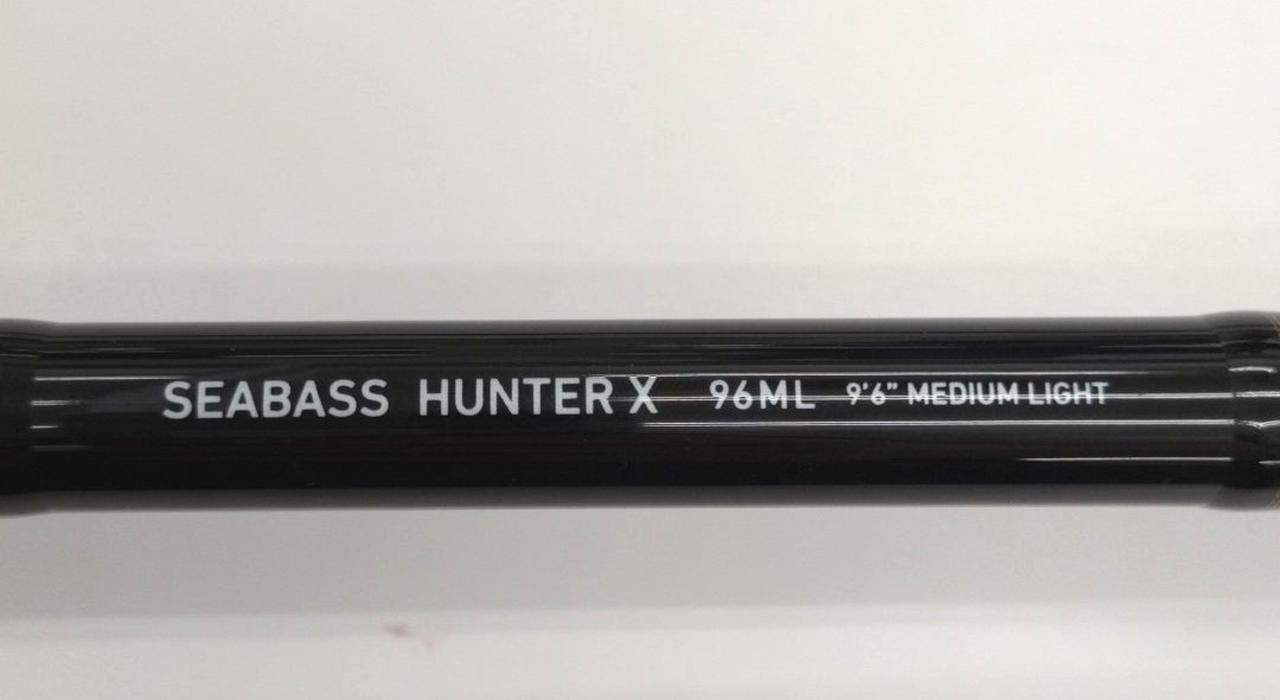 SEABASS HUNTER X 96ML 9'6" MEDIUM LIGHT